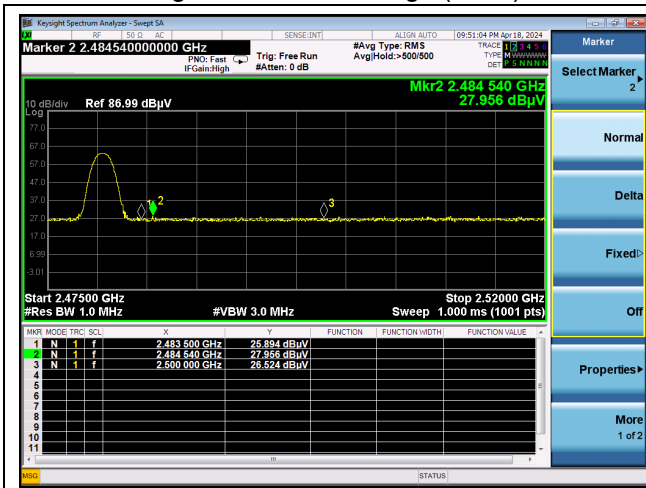 Keysight Spectrum Analyzer - Swept SA
RF 50 Ω AC SENSE:INT ALIGN AUTO 09:51:04 PM Apr 18, 2024
Marker 2 2.484540000000 GHz
PNO: Fast
IFGain:High
Trig: Free Run
#Atten: 0 dB
#Avg Type: RMS
Avg|Hold:>500/500
TRACE 1 2 3 4 5 6
TYPE M W W W W W
DET P S N N N N
Mkr2 2.484 540 GHz
27.956 dBµV
10 dB/div Ref 86.99 dBµV
Log
77.0
67.0
57.0
47.0
37.0
27.0
17.0
6.99
-3.01
1 2 3
Start 2.47500 GHz Stop 2.52000 GHz
#Res BW 1.0 MHz #VBW 3.0 MHz Sweep 1.000 ms (1001 pts)
MKR MODE TRC SCL X Y FUNCTION FUNCTION WIDTH FUNCTION VALUE
1 N 1 f 2.483 500 GHz 25.894 dBµV
2 N 1 f 2.484 540 GHz 27.956 dBµV
3 N 1 f 2.500 000 GHz 26.524 dBµV
4
5
6
7
8
9
10
11
MSG STATUS
Marker
Select Marker
2
Normal
Delta
Fixed
Off
Properties
More
1 of 2